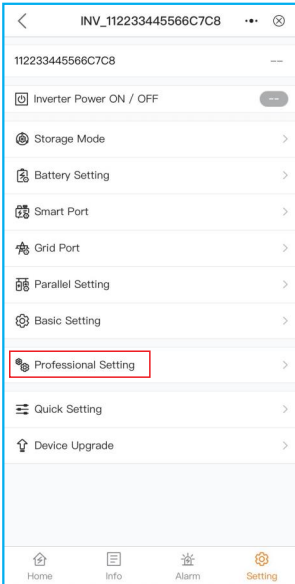 INV_112233445566C7C8
112233445566C7C8 --
Inverter Power ON / OFF --
Storage Mode
Battery Setting
Smart Port
Grid Port
Parallel Setting
Basic Setting
Professional Setting
Quick Setting
Device Upgrade
Home Info Alarm Setting